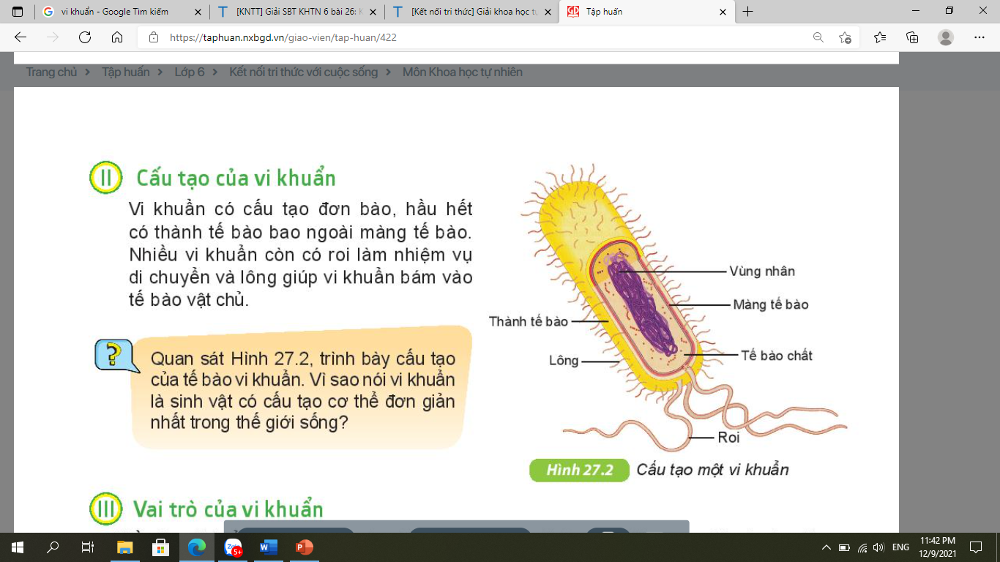 vi khuẩn - Google Tìm kiếm
[KNTT] Giải SBT KHTN 6 bài 26: K
[Kết nối tri thức] Giải khoa học tự
Tập huấn
https://taphuan.nxbgd.vn/giao-vien/tap-huan/422
Trang chủ > Tập huấn > Lớp 6 > Kết nối tri thức với cuộc sống > Môn Khoa học tự nhiên
II Cấu tạo của vi khuẩn
Vi khuẩn có cấu tạo đơn bào, hầu hết
có thành tế bào bao ngoài màng tế bào.
Nhiều vi khuẩn còn có roi làm nhiệm vụ
di chuyển và lông giúp vi khuẩn bám vào
tế bào vật chủ.
?
Quan sát Hình 27.2, trình bày cấu tạo
của tế bào vi khuẩn. Vì sao nói vi khuẩn
là sinh vật có cấu tạo cơ thể đơn giản
nhất trong thế giới sống?
Vùng nhân
Màng tế bào
Thành tế bào
Tế bào chất
Lông
Roi
Hình 27.2 Cấu tạo một vi khuẩn
III Vai trò của vi khuẩn
5+
ENG
11:42 PM
12/9/2021